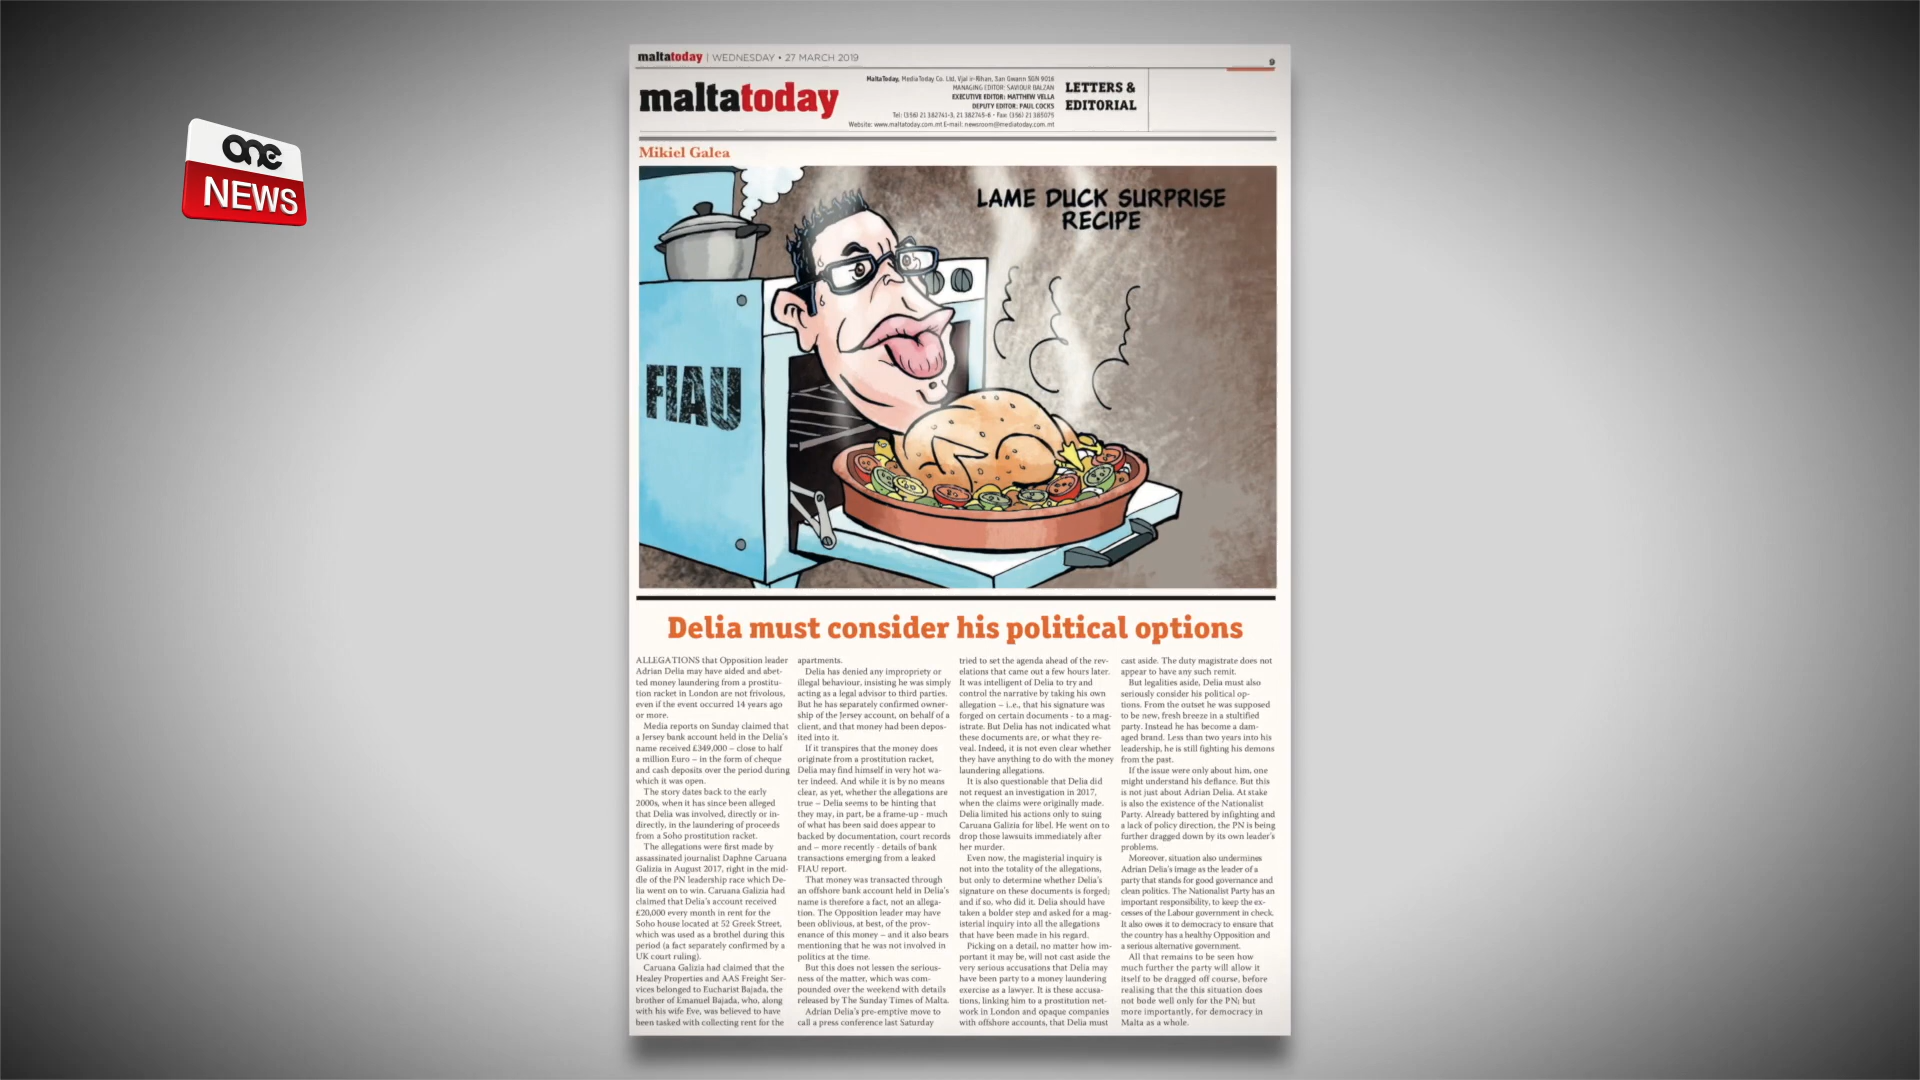 one
NEWS
maltatoday | WEDNESDAY • 27 MARCH 2019
9
maltatoday
MaltaToday, MediaToday Co. Ltd, Vjal ir-Rihan, San Gwann SGN 9016
MANAGING EDITOR: SAVIOUR BALZAN
EXECUTIVE EDITOR: MATTHEW VELLA
DEPUTY EDITOR: PAUL COCKS
Tel: (356) 21 382741-3, 21 382745-6 • Fax: (356) 21 385075
Website: www.maltatoday.com.mt E-mail: newsroom@mediatoday.com.mt
LETTERS &
EDITORIAL
Mikiel Galea
LAME DUCK SURPRISE
RECIPE
FIAU
Delia must consider his political options
ALLEGATIONS that Opposition leader
Adrian Delia may have aided and abet-
ted money laundering from a prostitu-
tion racket in London are not frivolous,
even if the event occurred 14 years ago
or more.
Media reports on Sunday claimed that
a Jersey bank account held in the Delia's
name received £349,000 – close to half
a million Euro – in the form of cheque
and cash deposits over the period during
which it was open.
The story dates back to the early
2000s, when it has since been alleged
that Delia was involved, directly or in-
directly, in the laundering of proceeds
from a Soho prostitution racket.
The allegations were first made by
assassinated journalist Daphne Caruana
Galizia in August 2017, right in the mid-
dle of the PN leadership race which De-
lia went on to win. Caruana Galizia had
claimed that Delia's account received
£20,000 every month in rent for the
Soho house located at 52 Greek Street,
which was used as a brothel during this
period (a fact separately confirmed by a
UK court ruling).
Caruana Galizia had claimed that the
Healey Properties and AAS Freight Ser-
vices belonged to Eucharist Bajada, the
brother of Emanuel Bajada, who, along
with his wife Eve, was believed to have
been tasked with collecting rent for the
apartments.
Delia has denied any impropriety or
illegal behaviour, insisting he was simply
acting as a legal advisor to third parties.
But he has separately confirmed owner-
ship of the Jersey account, on behalf of a
client, and that money had been depos-
ited into it.
If it transpires that the money does
originate from a prostitution racket,
Delia may find himself in very hot wa-
ter indeed. And while it is by no means
clear, as yet, whether the allegations are
true – Delia seems to be hinting that
they may, in part, be a frame-up - much
of what has been said does appear to
backed by documentation, court records
and – more recently - details of bank
transactions emerging from a leaked
FIAU report.
That money was transacted through
an offshore bank account held in Delia's
name is therefore a fact, not an allega-
tion. The Opposition leader may have
been oblivious, at best, of the prov-
enance of this money – and it also bears
mentioning that he was not involved in
politics at the time.
But this does not lessen the serious-
ness of the matter, which was com-
pounded over the weekend with details
released by The Sunday Times of Malta.
Adrian Delia's pre-emptive move to
call a press conference last Saturday
tried to set the agenda ahead of the rev-
elations that came out a few hours later.
It was intelligent of Delia to try and
control the narrative by taking his own
allegation – i.e., that his signature was
forged on certain documents - to a mag-
istrate. But Delia has not indicated what
these documents are, or what they re-
veal. Indeed, it is not even clear whether
they have anything to do with the money
laundering allegations.
It is also questionable that Delia did
not request an investigation in 2017,
when the claims were originally made.
Delia limited his actions only to suing
Caruana Galizia for libel. He went on to
drop those lawsuits immediately after
her murder.
Even now, the magisterial inquiry is
not into the totality of the allegations,
but only to determine whether Delia's
signature on these documents is forged;
and if so, who did it. Delia should have
taken a bolder step and asked for a mag-
isterial inquiry into all the allegations
that have been made in his regard.
Picking on a detail, no matter how im-
portant it may be, will not cast aside the
very serious accusations that Delia may
have been party to a money laundering
exercise as a lawyer. It is these accusa-
tions, linking him to a prostitution net-
work in London and opaque companies
with offshore accounts, that Delia must
cast aside. The duty magistrate does not
appear to have any such remit.
But legalities aside, Delia must also
seriously consider his political op-
tions. From the outset he was supposed
to be new, fresh breeze in a stultified
party. Instead he has become a dam-
aged brand. Less than two years into his
leadership, he is still fighting his demons
from the past.
If the issue were only about him, one
might understand his defiance. But this
is not just about Adrian Delia. At stake
is also the existence of the Nationalist
Party. Already battered by infighting and
a lack of policy direction, the PN is being
further dragged down by its own leader's
problems.
Moreover, situation also undermines
Adrian Delia's image as the leader of a
party that stands for good governance and
clean politics. The Nationalist Party has an
important responsibility, to keep the ex-
cesses of the Labour government in check.
It also owes it to democracy to ensure that
the country has a healthy Opposition and
a serious alternative government.
All that remains to be seen how
much further the party will allow it
itself to be dragged off course, before
realising that the this situation does
not bode well only for the PN; but
more importantly, for democracy in
Malta as a whole.